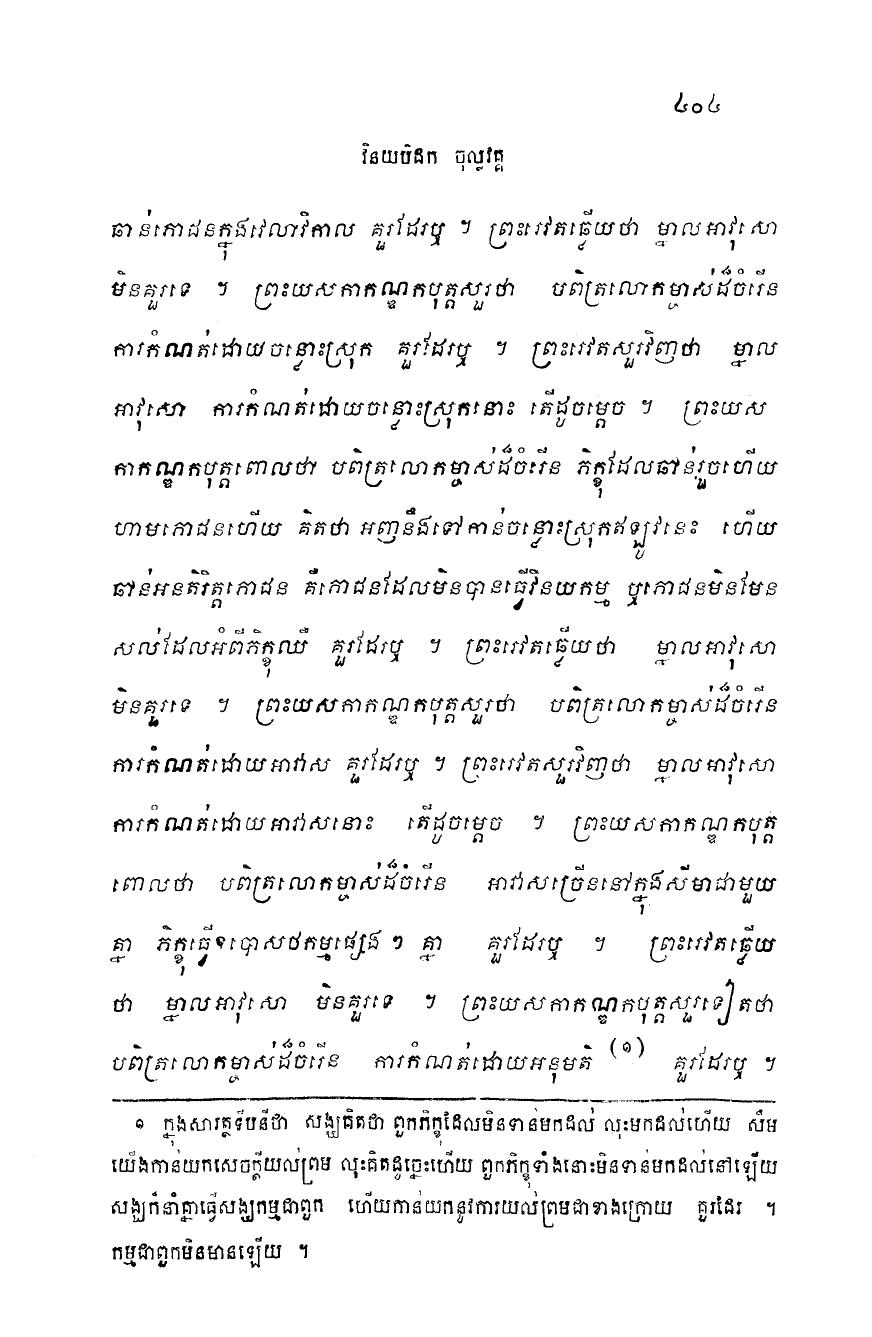 ៤០៤
វិនយបិដក ចុល្លវគ្គ
ឆាន់ភោជនក្នុងវេលាវិកាល គួរដែរឬ ។ ព្រះរេវតធ្វើយថា ម្នាលអាវុសោ
មិនគួរទេ ។ ព្រះយសកាកណ្ឌកបុត្តសួរថា បពិត្រលោកម្ចាស់ដ៏ចំរើន
ការកំណត់ដោយចន្លោះស្រុក គួរដែរឬ ។ ព្រះរេវតសួរវិញថា ម្នាល
អាវុសោ ការកំណត់ដោយចន្លោះស្រុកនោះ តើដូចម្តេច ។ ព្រះយស
កាកណ្ឌកបុត្តពោលថា បពិត្រលោកម្ចាស់ដ៏ចំរើន ភិក្ខុដែលឆាន់រួចហើយ
ហាមភោជនហើយ គិតថា អញនឹងទៅកាន់ចន្លោះស្រុកឥឡូវនេះ ហើយ
ឆាន់អនតិរិត្តភោជន គឺភោជនដែលមិនបានធ្វើវិនយកម្ម ឬភោជនមិនមែន
សល់ដែលអំពីភិក្ខុឈឺ គួរដែរឬ ។ ព្រះរេវតធ្វើយថា ម្នាលអាវុសោ
មិនគួរទេ ។ ព្រះយសកាកណ្ឌកបុត្តសួរថា បពិត្រលោកម្ចាស់ដ៏ចំរើន
ការកំណត់ដោយអាវាស គួរដែរឬ ។ ព្រះរេវតសួរវិញថា ម្នាលអាវុសោ
ការកំណត់ដោយអាវាសនោះ តើដូចម្តេច ។ ព្រះយសកាកណ្ឌកបុត្ត
ពោលថា បពិត្រលោកម្ចាស់ដ៏ចំរើន អាវាសច្រើននៅក្នុងសីមាជាមួយ
គ្នា ភិក្ខុធ្វើឧបោសថកម្មផ្សេង ៗ គ្នា គួរដែរឬ ។ ព្រះរេវតធ្វើយ
ថា ម្នាលអាវុសោ មិនគួរទេ ។ ព្រះយសកាកណ្ឌកបុត្តសួរទៀតថា
បពិត្រលោកម្ចាស់ដ៏ចំរើន ការកំណត់ដោយអនុមតិ (១) គួរដែរឬ ។
១ ក្នុងសារត្ថទីបនីថា សង្ឃគិតថា ពួកភិក្ខុដែលមិនទាន់មកដល់ លុះមកដល់ហើយ សឹម
យើងកាន់យកសេចក្តីយល់ព្រម លុះគិតដូច្នេះហើយ ពួកភិក្ខុទាំងនោះមិនទាន់មកដល់នៅឡើយ
សង្ឃក៏នាំគ្នាធ្វើសង្ឃកម្មជាពួក ហើយកាន់យកនូវការយល់ព្រមជាខាងក្រោយ គួរដែរ ។
កម្មជាពួកមិនមានឡើយ ។